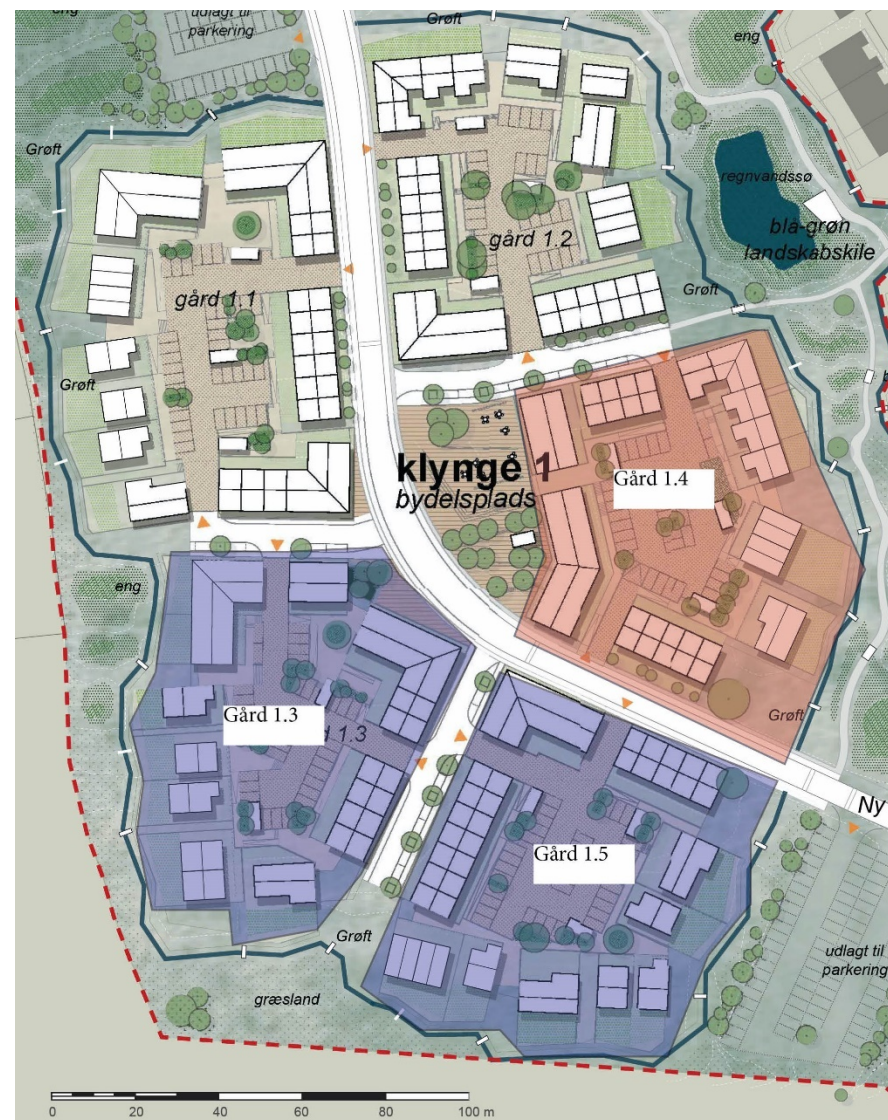 udlagt til
parkering
Grøft
eng
Grøft
regnvandssø
blå-grøn
landskabskile
gård 1.2
gård 1.1
Grøft
Grøft
klynge 1
bydelsplads
Gård 1.4
eng
Gård 1.3
1.3
Grøft
Ny
Gård 1.5
Grøft
græsland
udlagt til
parkering
0 20 40 60 80 100 m